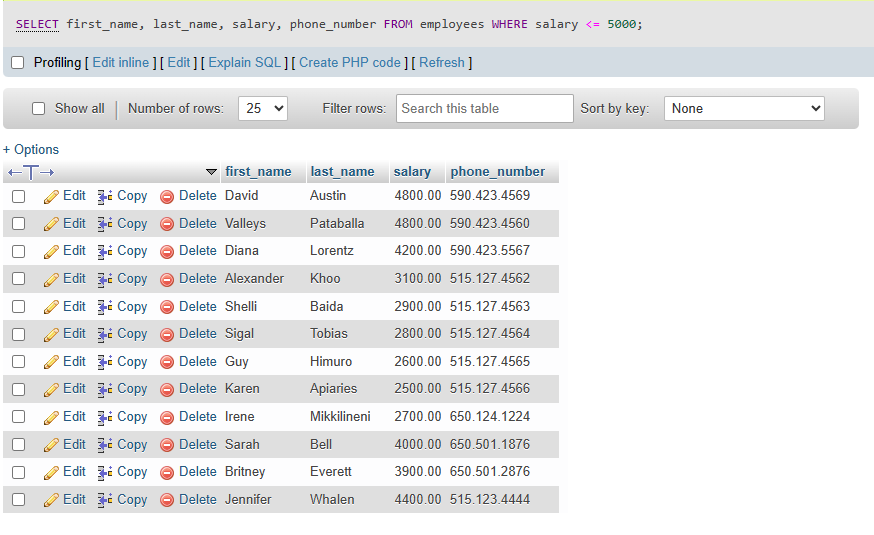 SELECT first_name, last_name, salary, phone_number FROM employees WHERE salary <= 5000;
Profiling [ Edit inline ] [ Edit ] [ Explain SQL ] [ Create PHP code ] [ Refresh ]
Show all | Number of rows: 25 Filter rows: Search this table Sort by key: None
+ Options
←T→ first_name last_name salary phone_number
Edit Copy Delete David Austin 4800.00 590.423.4569
Edit Copy Delete Valleys Pataballa 4800.00 590.423.4560
Edit Copy Delete Diana Lorentz 4200.00 590.423.5567
Edit Copy Delete Alexander Khoo 3100.00 515.127.4562
Edit Copy Delete Shelli Baida 2900.00 515.127.4563
Edit Copy Delete Sigal Tobias 2800.00 515.127.4564
Edit Copy Delete Guy Himuro 2600.00 515.127.4565
Edit Copy Delete Karen Apiaries 2500.00 515.127.4566
Edit Copy Delete Irene Mikkilineni 2700.00 650.124.1224
Edit Copy Delete Sarah Bell 4000.00 650.501.1876
Edit Copy Delete Britney Everett 3900.00 650.501.2876
Edit Copy Delete Jennifer Whalen 4400.00 515.123.4444